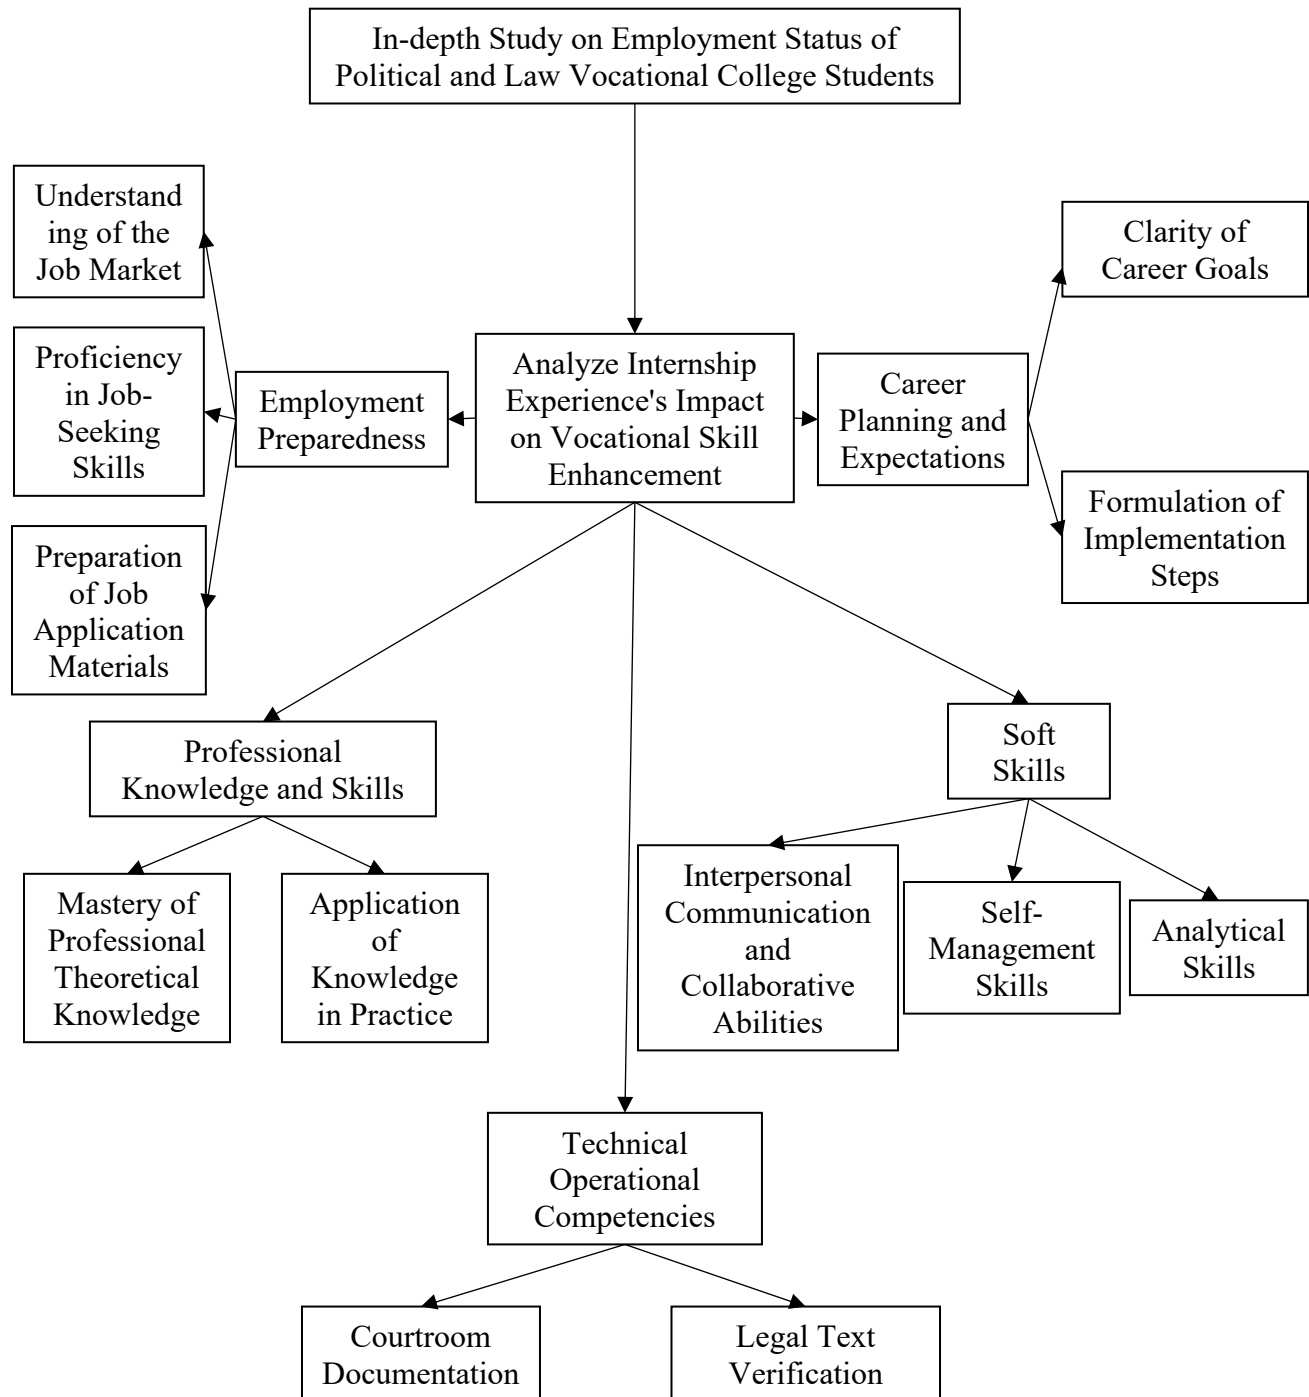 In-depth Study on Employment Status of
Political and Law Vocational College Students
Understand
ing of the
Job Market
Clarity of
Career Goals
Proficiency
in Job-
Seeking
Skills
Employment
Preparedness
Analyze Internship
Experience's Impact
on Vocational Skill
Enhancement
Career
Planning and
Expectations
Formulation of
Implementation
Steps
Preparation
of Job
Application
Materials
Professional
Knowledge and Skills
Soft
Skills
Mastery of
Professional
Theoretical
Knowledge
Application
of
Knowledge
in Practice
Interpersonal
Communication
and
Collaborative
Abilities
Self-
Management
Skills
Analytical
Skills
Technical
Operational
Competencies
Courtroom
Documentation
Legal Text
Verification